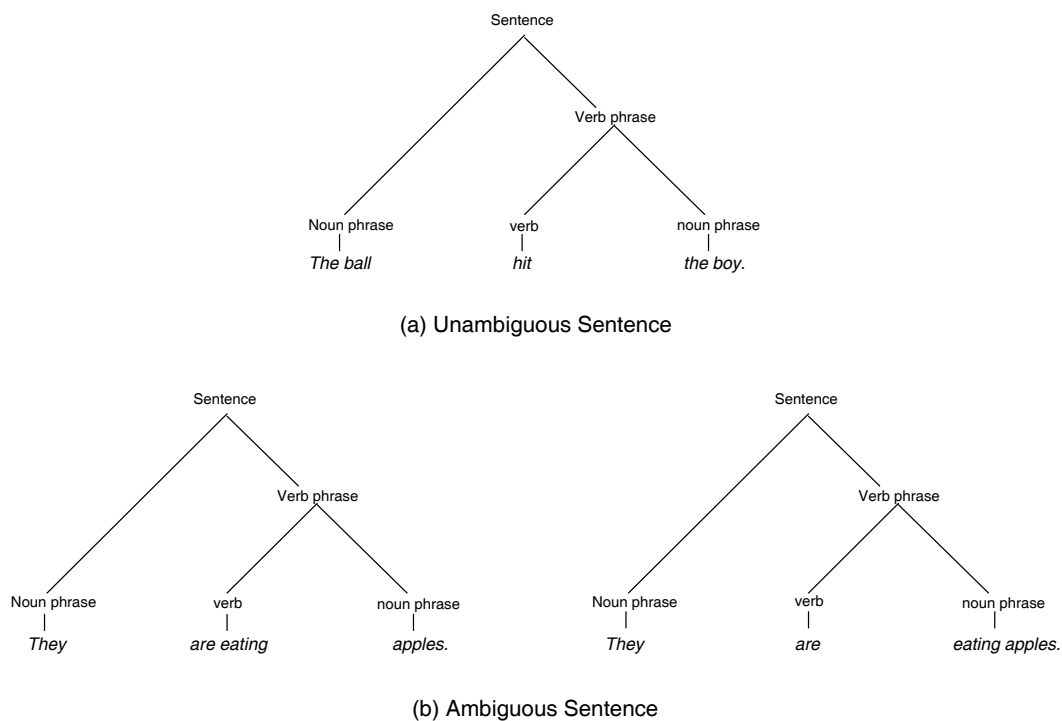 Sentence
Verb phrase
Noun phrase verb noun phrase
The ball hit the boy.
(a) Unambiguous Sentence
Sentence Sentence
Verb phrase Verb phrase
Noun phrase verb noun phrase Noun phrase verb noun phrase
They are eating apples. They are eating apples.
(b) Ambiguous Sentence